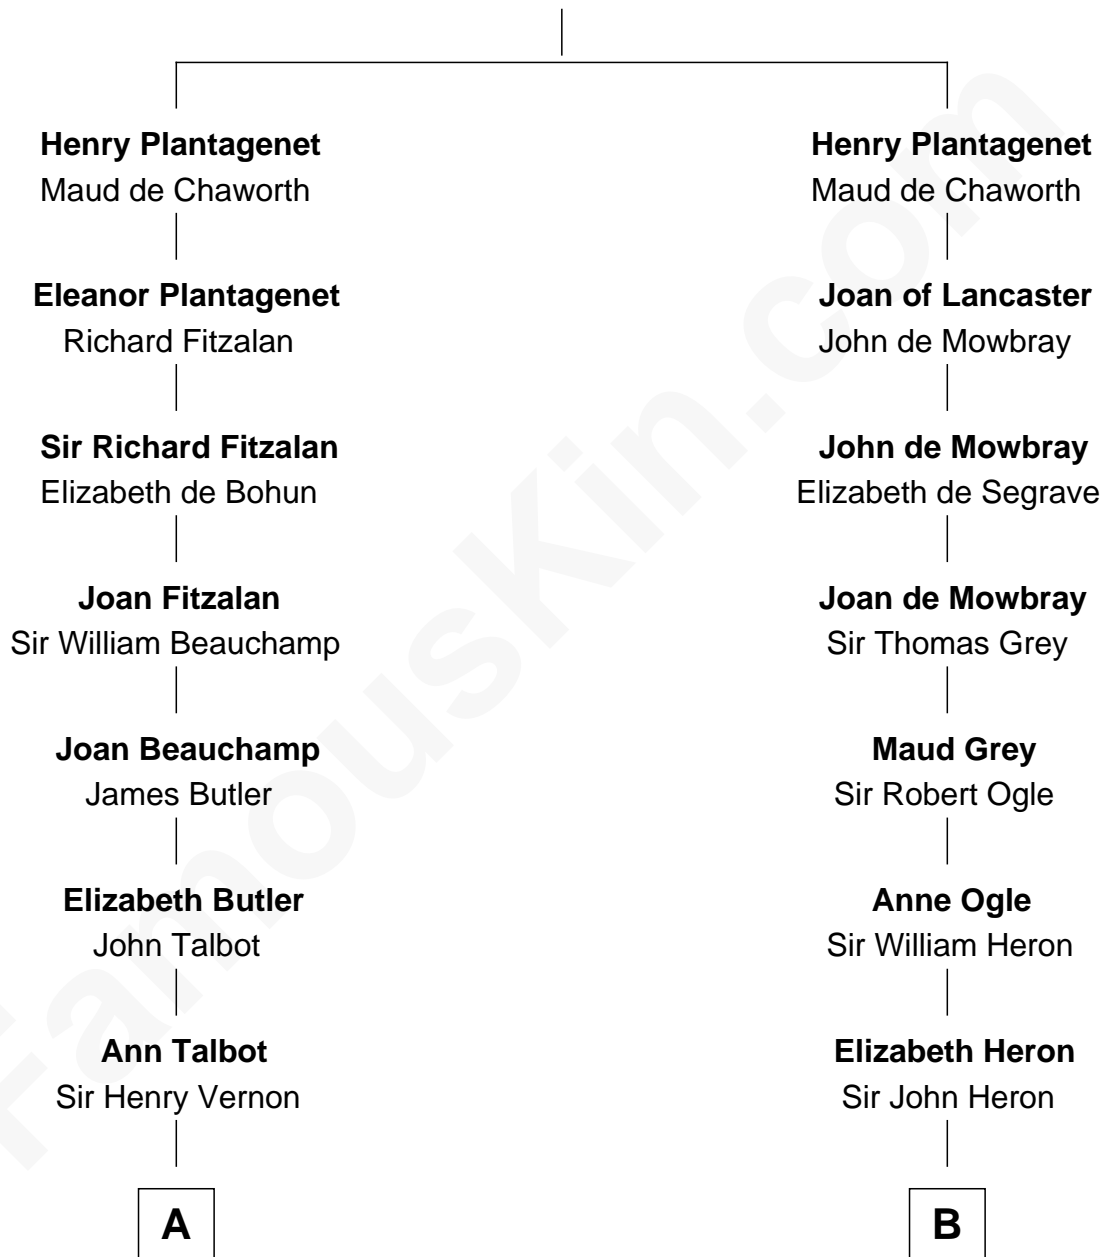 Henry Plantagenet
Maud de Chaworth
Eleanor Plantagenet
Richard Fitzalan
Sir Richard Fitzalan
Elizabeth de Bohun
Joan Fitzalan
Sir William Beauchamp
Joan Beauchamp
James Butler
Elizabeth Butler
John Talbot
Ann Talbot
Sir Henry Vernon
A
Henry Plantagenet
Maud de Chaworth
Joan of Lancaster
John de Mowbray
John de Mowbray
Elizabeth de Segrave
Joan de Mowbray
Sir Thomas Grey
Maud Grey
Sir Robert Ogle
Anne Ogle
Sir William Heron
Elizabeth Heron
Sir John Heron
B
FamousKin.com